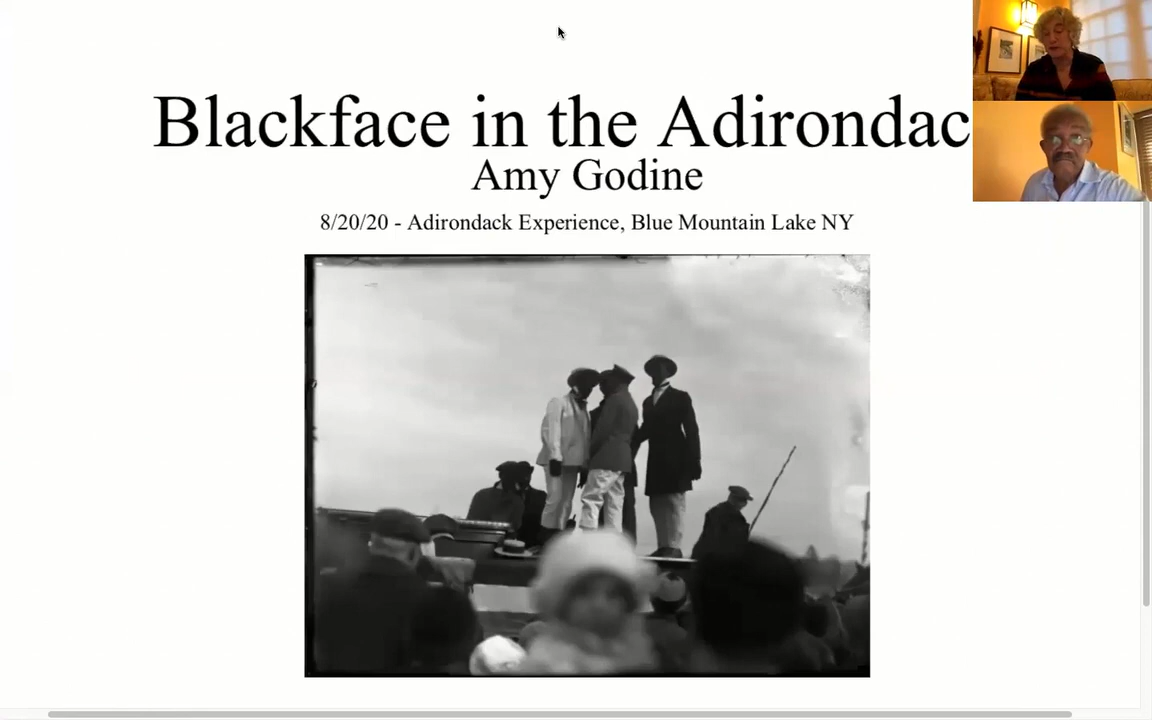 Blackface in the Adirondac
Amy Godine
8/20/20 - Adirondack Experience, Blue Mountain Lake NY